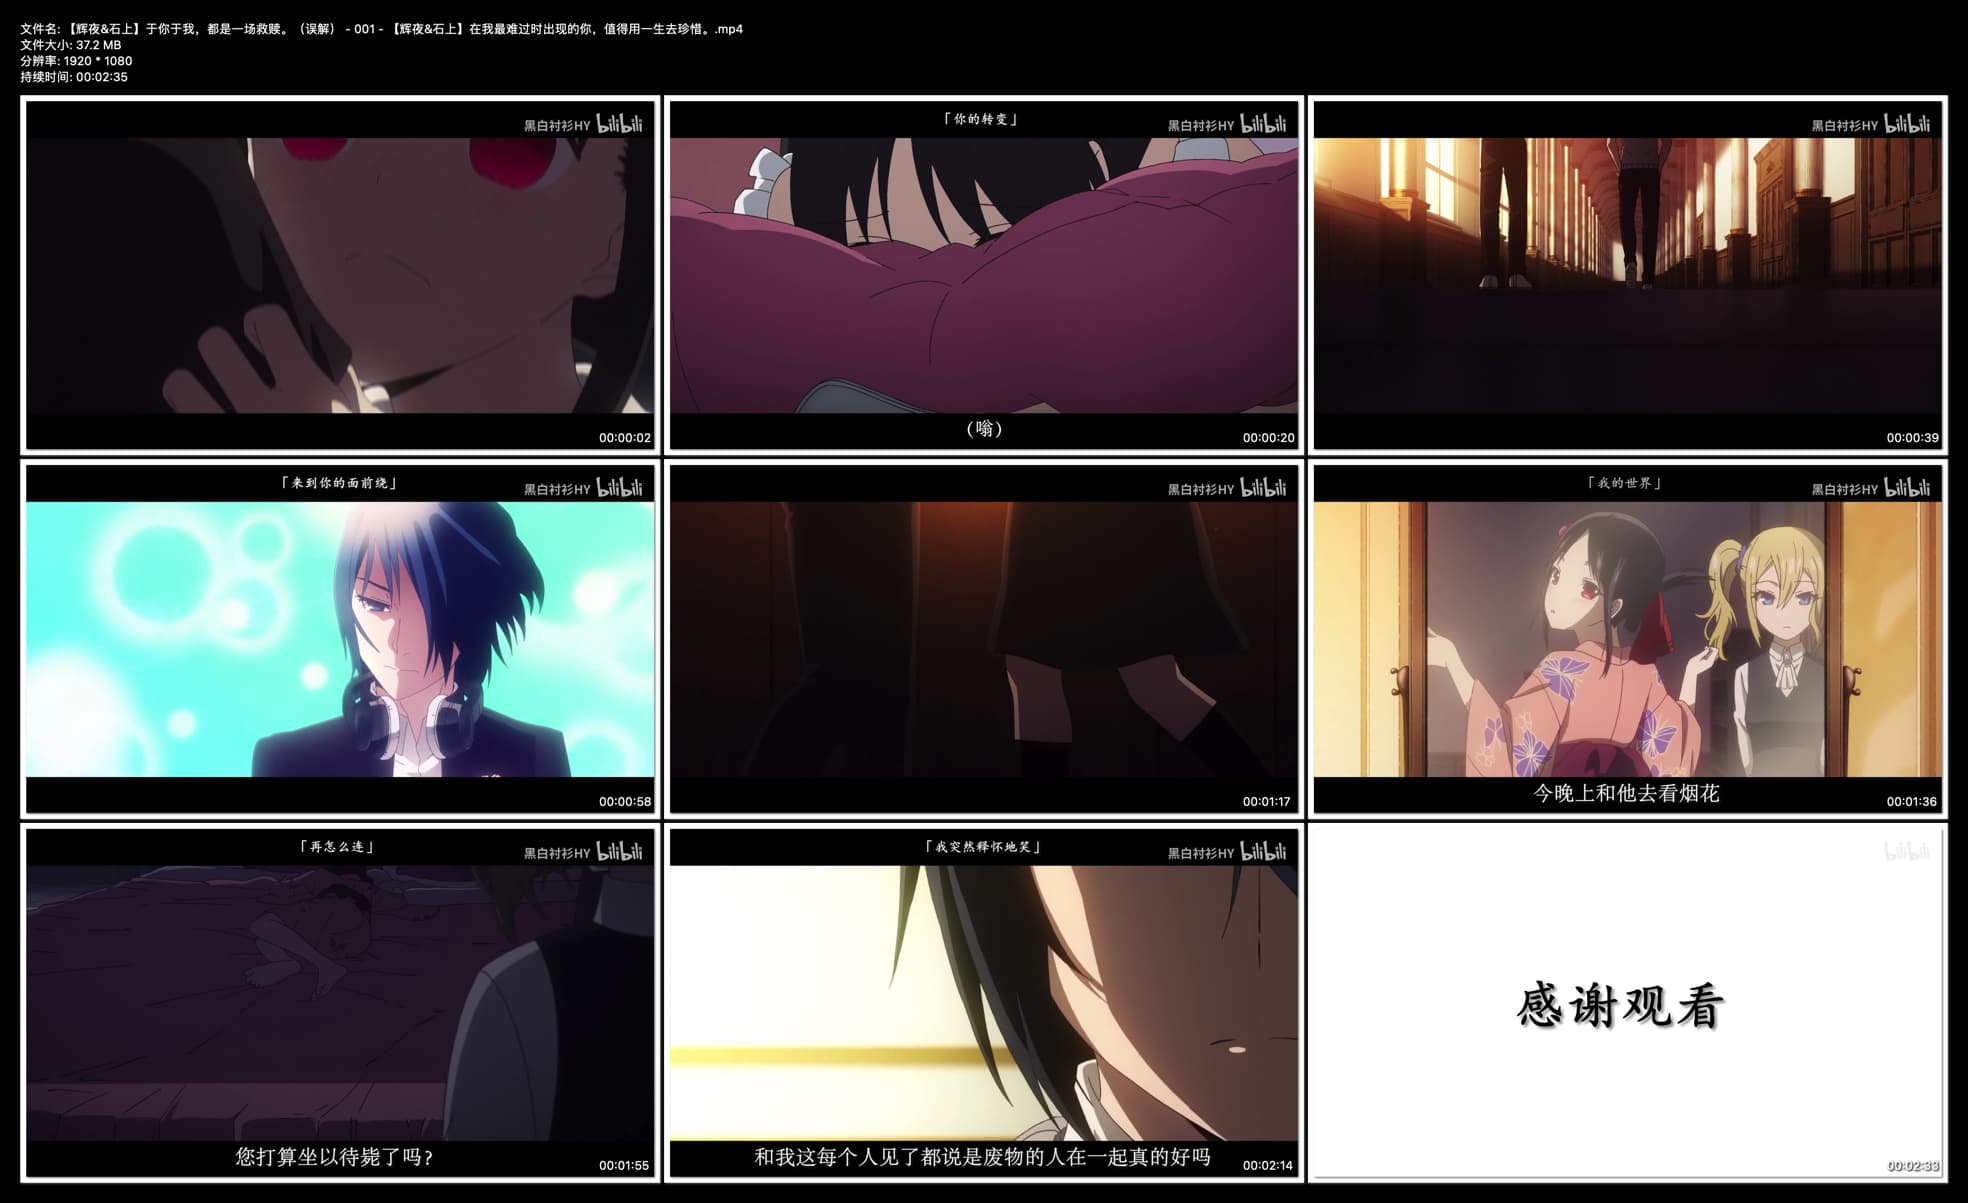 文件名: 【辉夜&石上】于你于我，都是一场救赎。（误解） - 001 - 【辉夜&石上】在我最难过时出现的你，值得用一生去珍惜。.mp4
文件大小: 37.2 MB
分辨率: 1920 * 1080
持续时间: 00:02:35
黑白衬衫HY bilibili
00:00:02
「你的转变」
黑白衬衫HY bilibili
（嗡）
00:00:20
黑白衬衫HY bilibili
00:00:39
「来到你的面前绕」
黑白衬衫HY bilibili
00:00:58
黑白衬衫HY bilibili
00:01:17
「我的世界」
黑白衬衫HY bilibili
今晚上和他去看烟花
00:01:36
「再怎么连」
黑白衬衫HY bilibili
您打算坐以待毙了吗?
00:01:55
「我突然释怀地笑」
黑白衬衫HY bilibili
和我这每个人见了都说是废物的人在一起真的好吗
00:02:14
bilibili
感谢观看
00:02:33